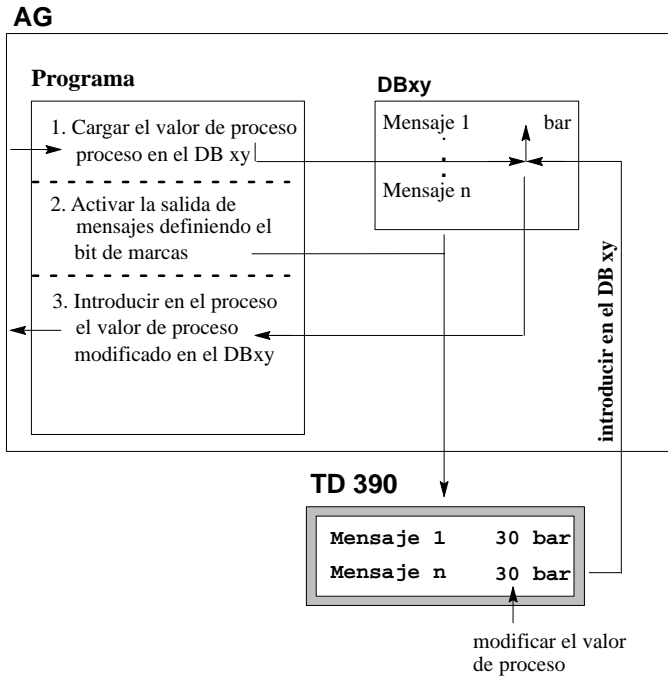 AG
Programa
1. Cargar el valor de proceso
proceso en el DB xy
2. Activar la salida de
mensajes definiendo el
bit de marcas
3. Introducir en el proceso
el valor de proceso
modificado en el DBxy
DBxy
Mensaje 1 bar
Mensaje n
introducir en el DB xy
TD 390
Mensaje 1 30 bar
Mensaje n 30 bar
modificar el valor
de proceso